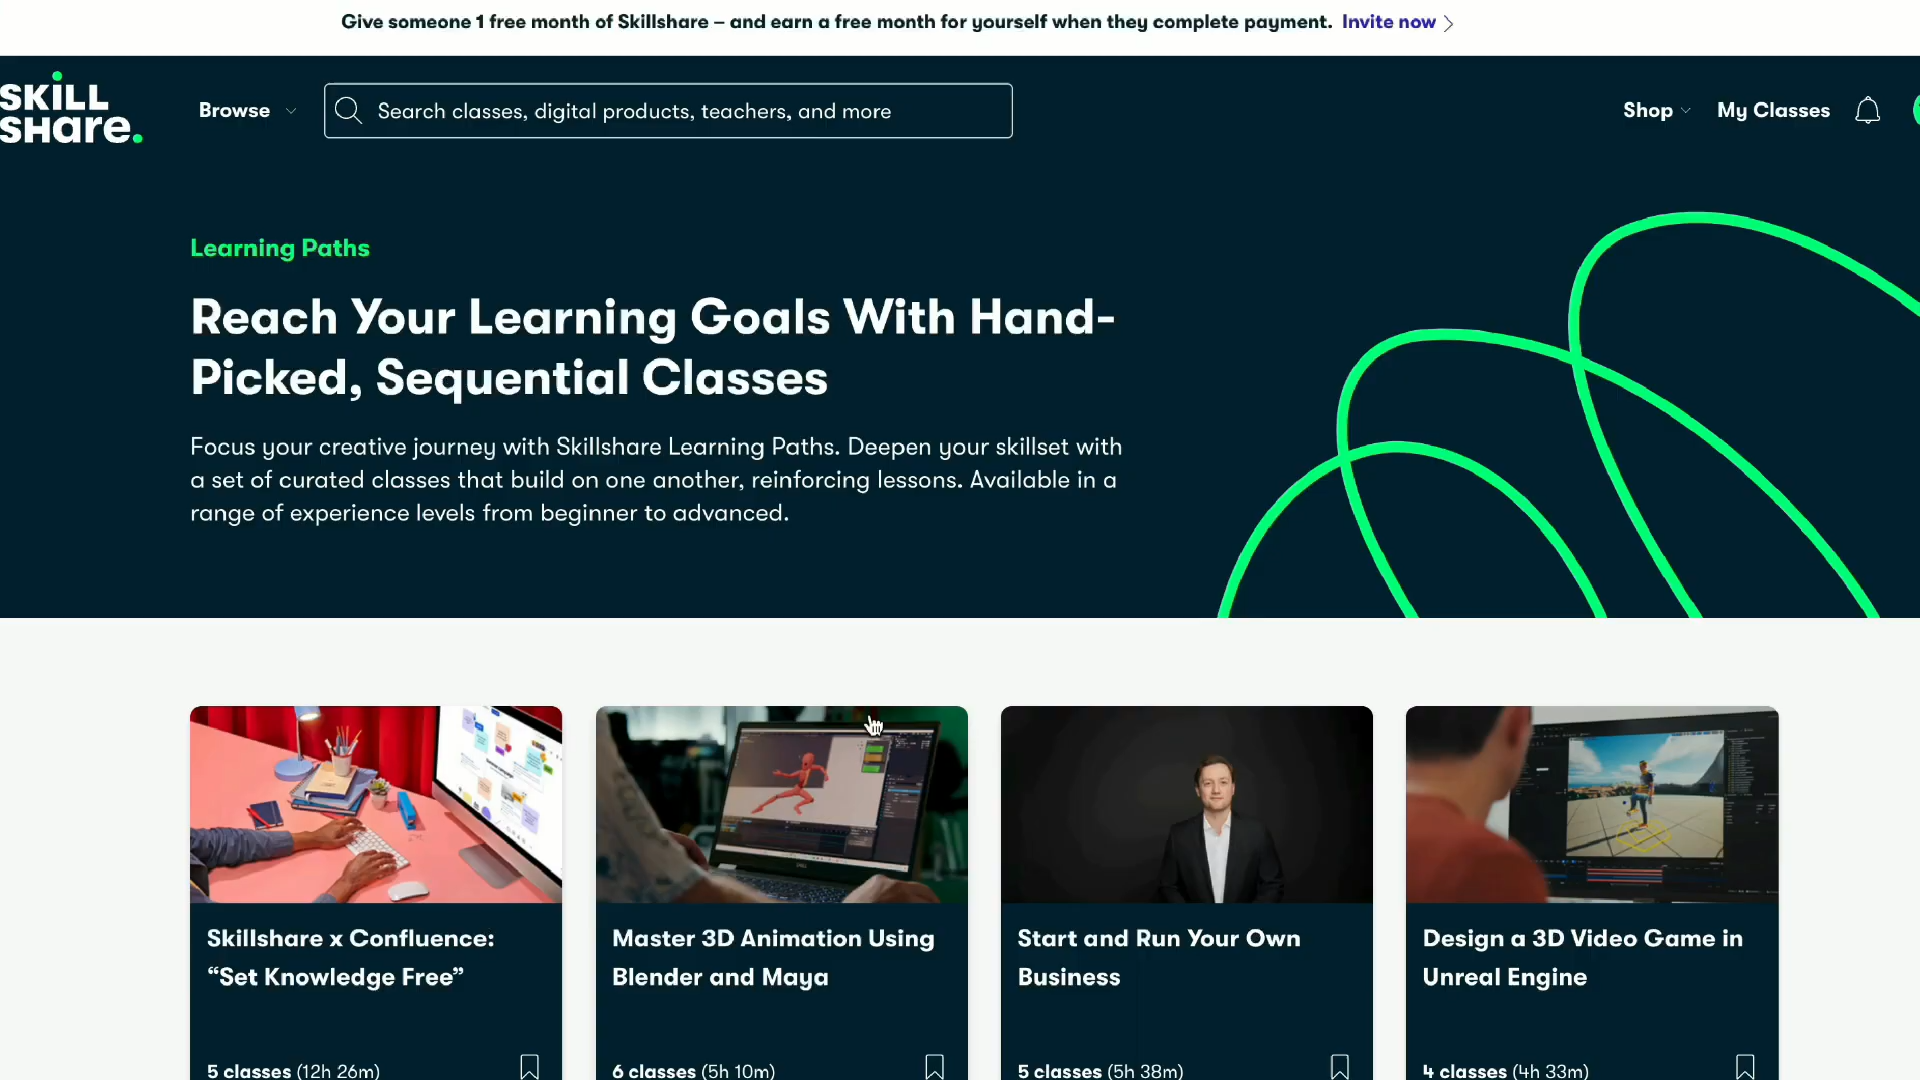 Give someone 1 free month of Skillshare – and earn a free month for yourself when they complete payment. Invite now
SKILL
SHare.
Browse
Search classes, digital products, teachers, and more
Shop
My Classes
Learning Paths
Reach Your Learning Goals With Hand-
Picked, Sequential Classes
Focus your creative journey with Skillshare Learning Paths. Deepen your skillset with
a set of curated classes that build on one another, reinforcing lessons. Available in a
range of experience levels from beginner to advanced.
Skillshare x Confluence:
“Set Knowledge Free”
5 classes (12h 26m)
Master 3D Animation Using
Blender and Maya
6 classes (5h 10m)
Start and Run Your Own
Business
5 classes (5h 38m)
Design a 3D Video Game in
Unreal Engine
4 classes (4h 33m)